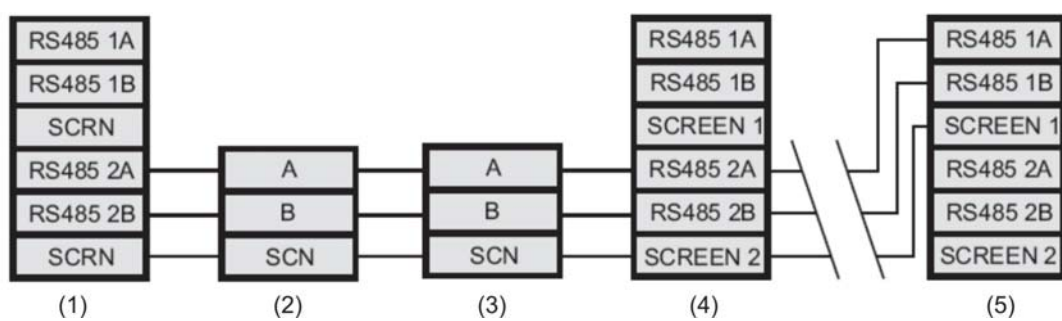 RS485 1A
RS485 1B
SCRN
RS485 2A
RS485 2B
SCRN
(1)
A
B
SCN
(2)
A
B
SCN
(3)
RS485 1A
RS485 1B
SCREEN 1
RS485 2A
RS485 2B
SCREEN 2
(4)
RS485 1A
RS485 1B
SCREEN 1
RS485 2A
RS485 2B
SCREEN 2
(5)